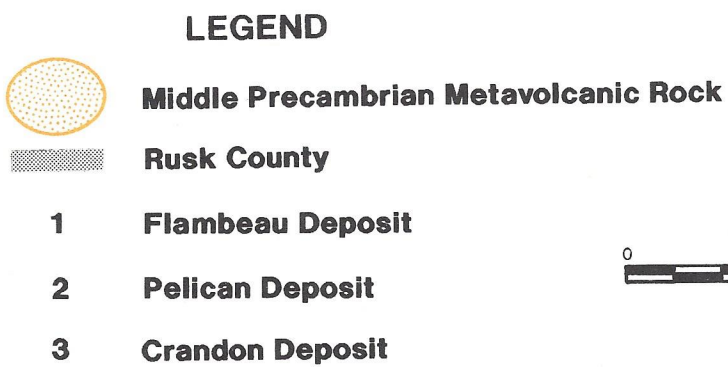 LEGEND
Middle Precambrian Metavolcanic Rock
Rusk County
1 Flambeau Deposit
0
2 Pelican Deposit
3 Crandon Deposit